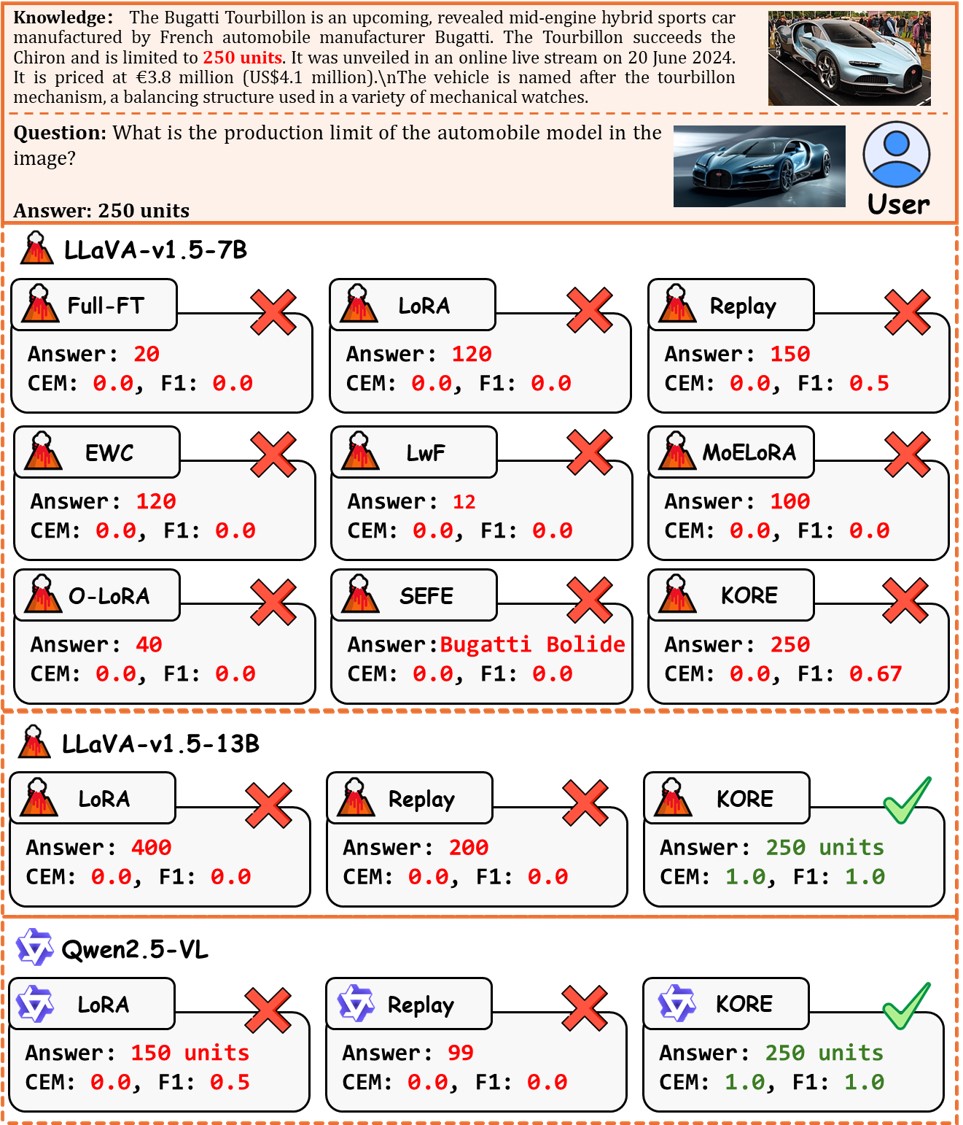 Knowledge: The Bugatti Tourbillon is an upcoming, revealed mid-engine hybrid sports car
manufactured by French automobile manufacturer Bugatti. The Tourbillon succeeds the
Chiron and is limited to 250 units. It was unveiled in an online live stream on 20 June 2024.
It is priced at €3.8 million (US$4.1 million).\nThe vehicle is named after the tourbillon
mechanism, a balancing structure used in a variety of mechanical watches.
Question: What is the production limit of the automobile model in the
image?
Answer: 250 units
User
LLaVA-v1.5-7B
Full-FT
Answer: 20
CEM: 0.0, F1: 0.0
LoRA
Answer: 120
CEM: 0.0, F1: 0.0
Replay
Answer: 150
CEM: 0.0, F1: 0.5
EWC
Answer: 120
CEM: 0.0, F1: 0.0
LwF
Answer: 12
CEM: 0.0, F1: 0.0
MoELoRA
Answer: 100
CEM: 0.0, F1: 0.0
O-LoRA
Answer: 40
CEM: 0.0, F1: 0.0
SEFE
Answer:Bugatti Bolide
CEM: 0.0, F1: 0.0
KORE
Answer: 250
CEM: 0.0, F1: 0.67
LLaVA-v1.5-13B
LoRA
Answer: 400
CEM: 0.0, F1: 0.0
Replay
Answer: 200
CEM: 0.0, F1: 0.0
KORE
Answer: 250 units
CEM: 1.0, F1: 1.0
Qwen2.5-VL
LoRA
Answer: 150 units
CEM: 0.0, F1: 0.5
Replay
Answer: 99
CEM: 0.0, F1: 0.0
KORE
Answer: 250 units
CEM: 1.0, F1: 1.0